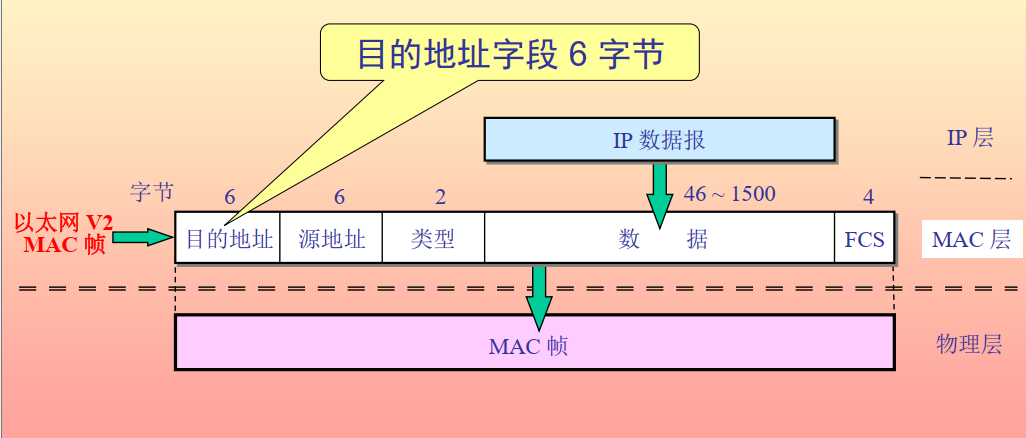 目的地址字段 6 字节
IP 数据报
IP 层
字节
6
6
2
46 ~ 1500
4
以太网 V2
MAC 帧
目的地址
源地址
类型
数 据
FCS
MAC 层
MAC 帧
物理层